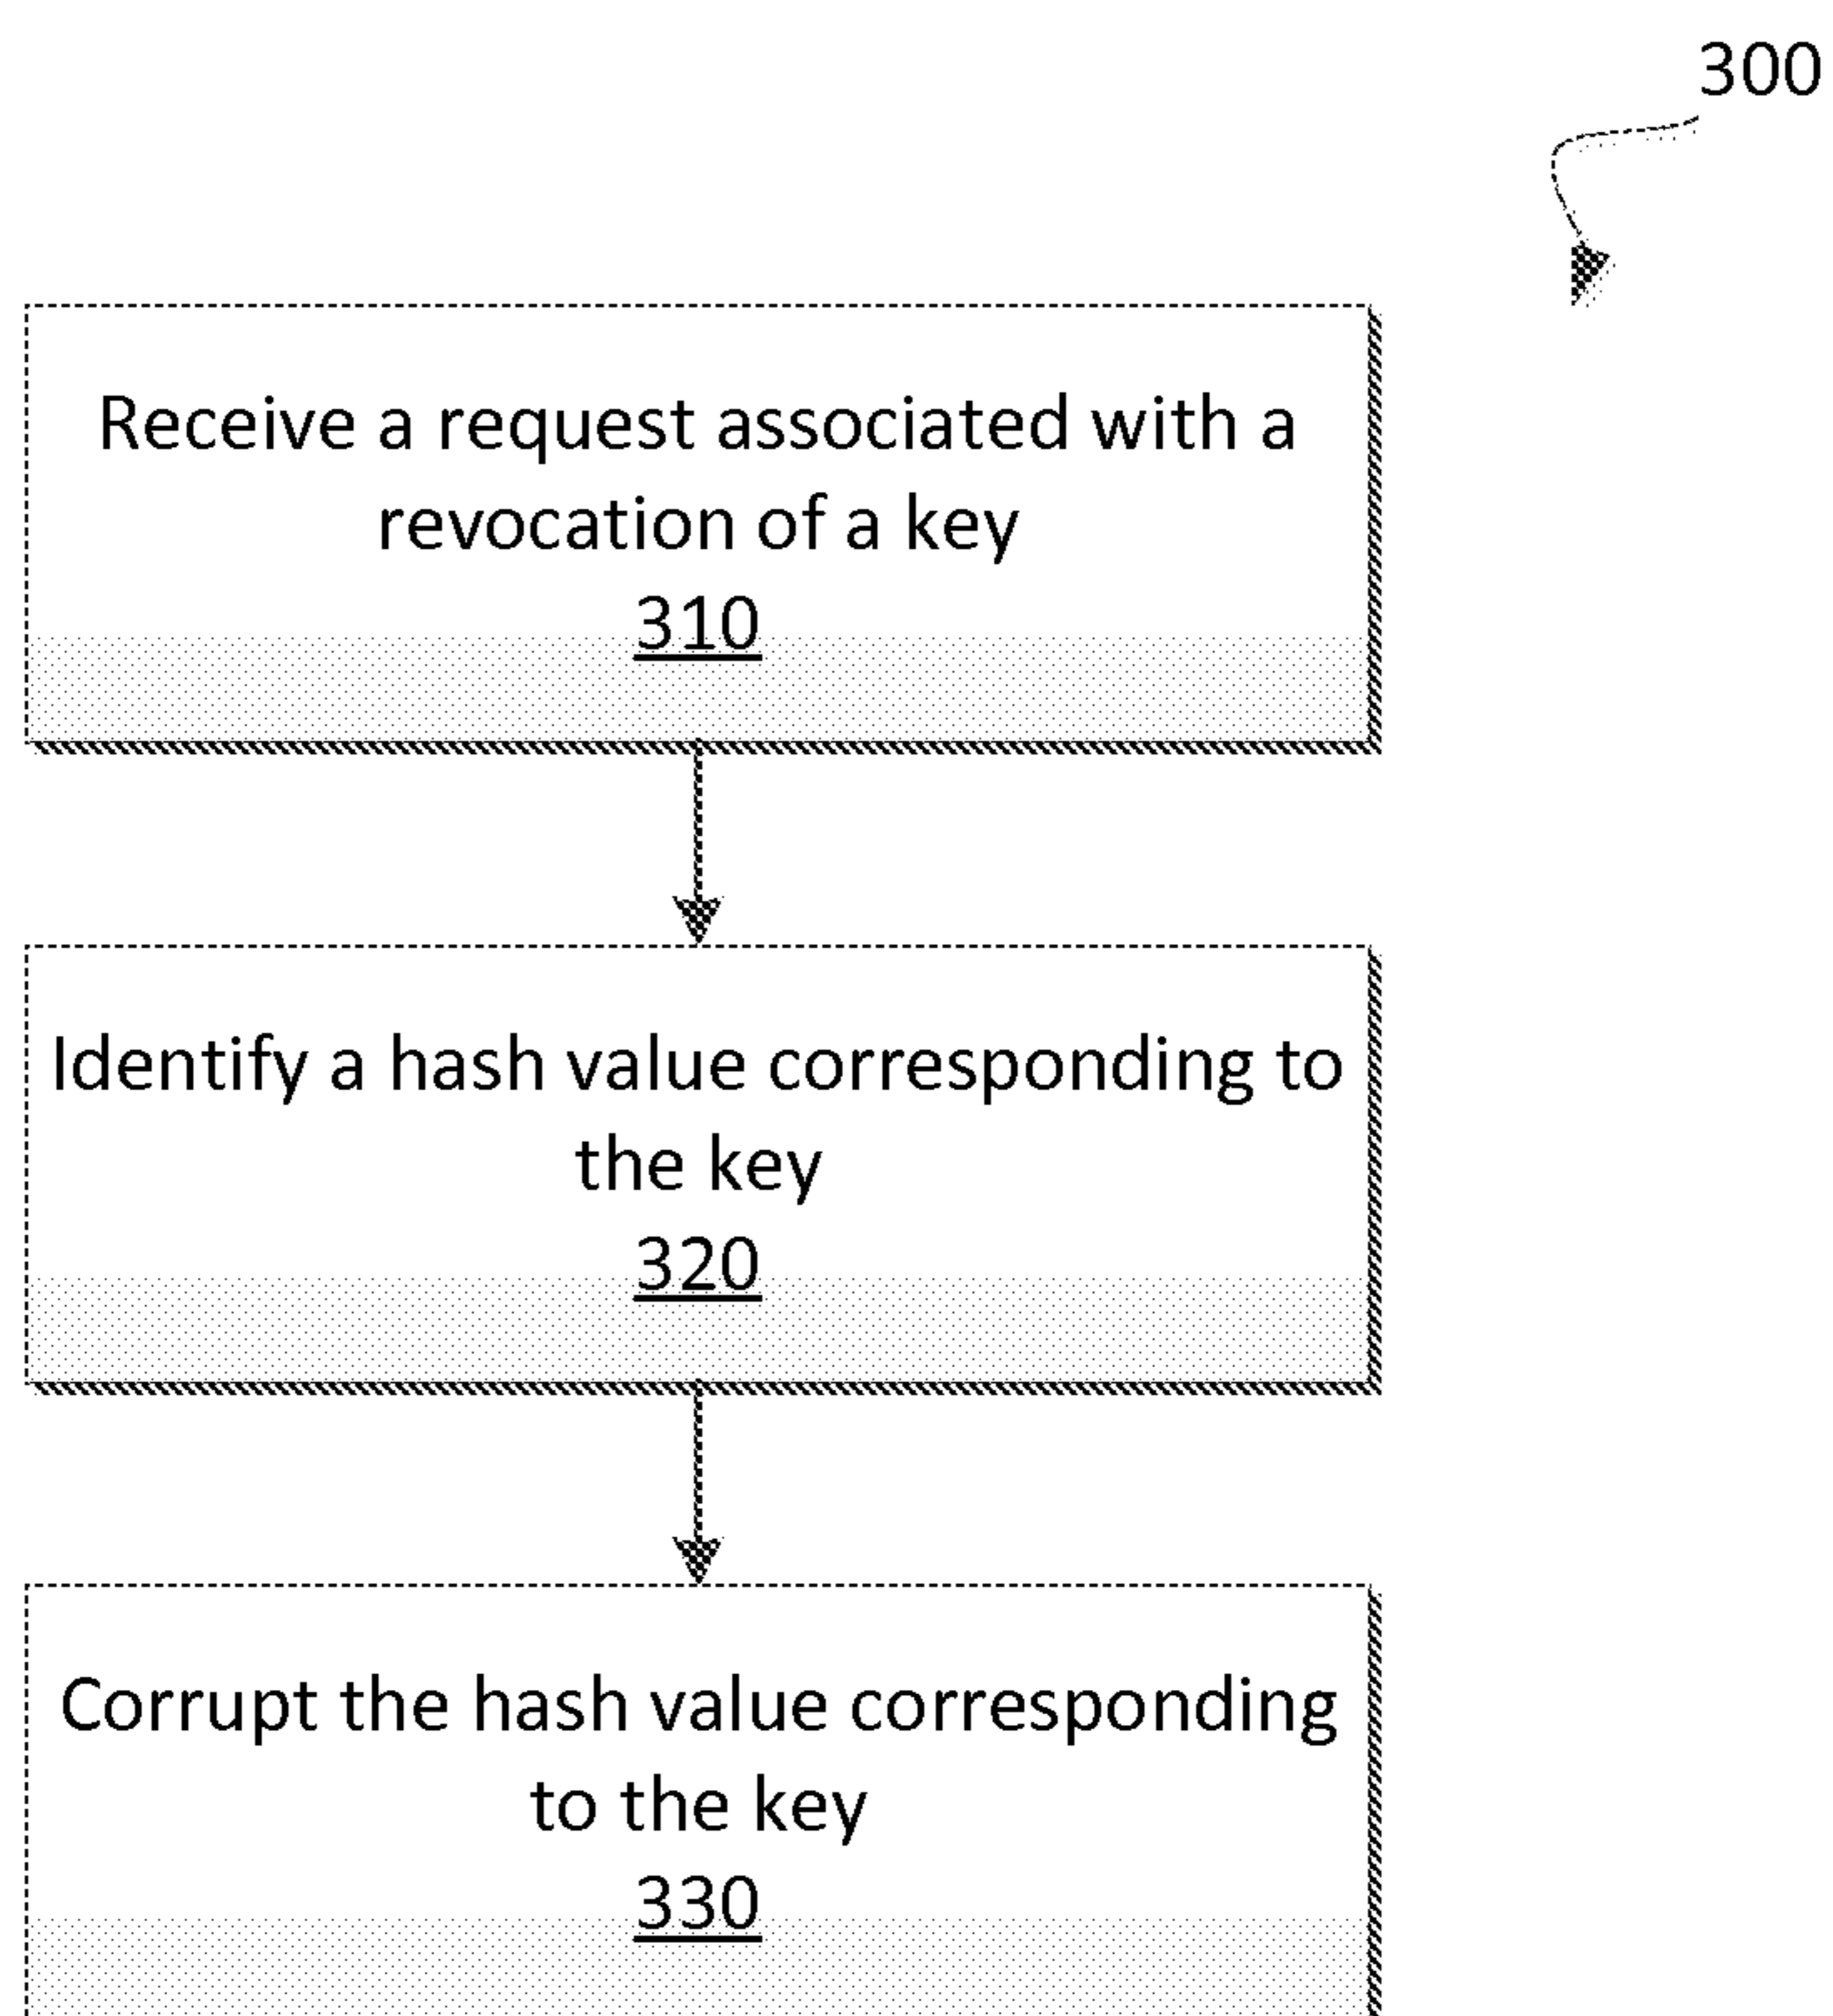 300
Receive a request associated with a
revocation of a key
310
Identify a hash value corresponding to
the key
320
Corrupt the hash value corresponding
to the key
330